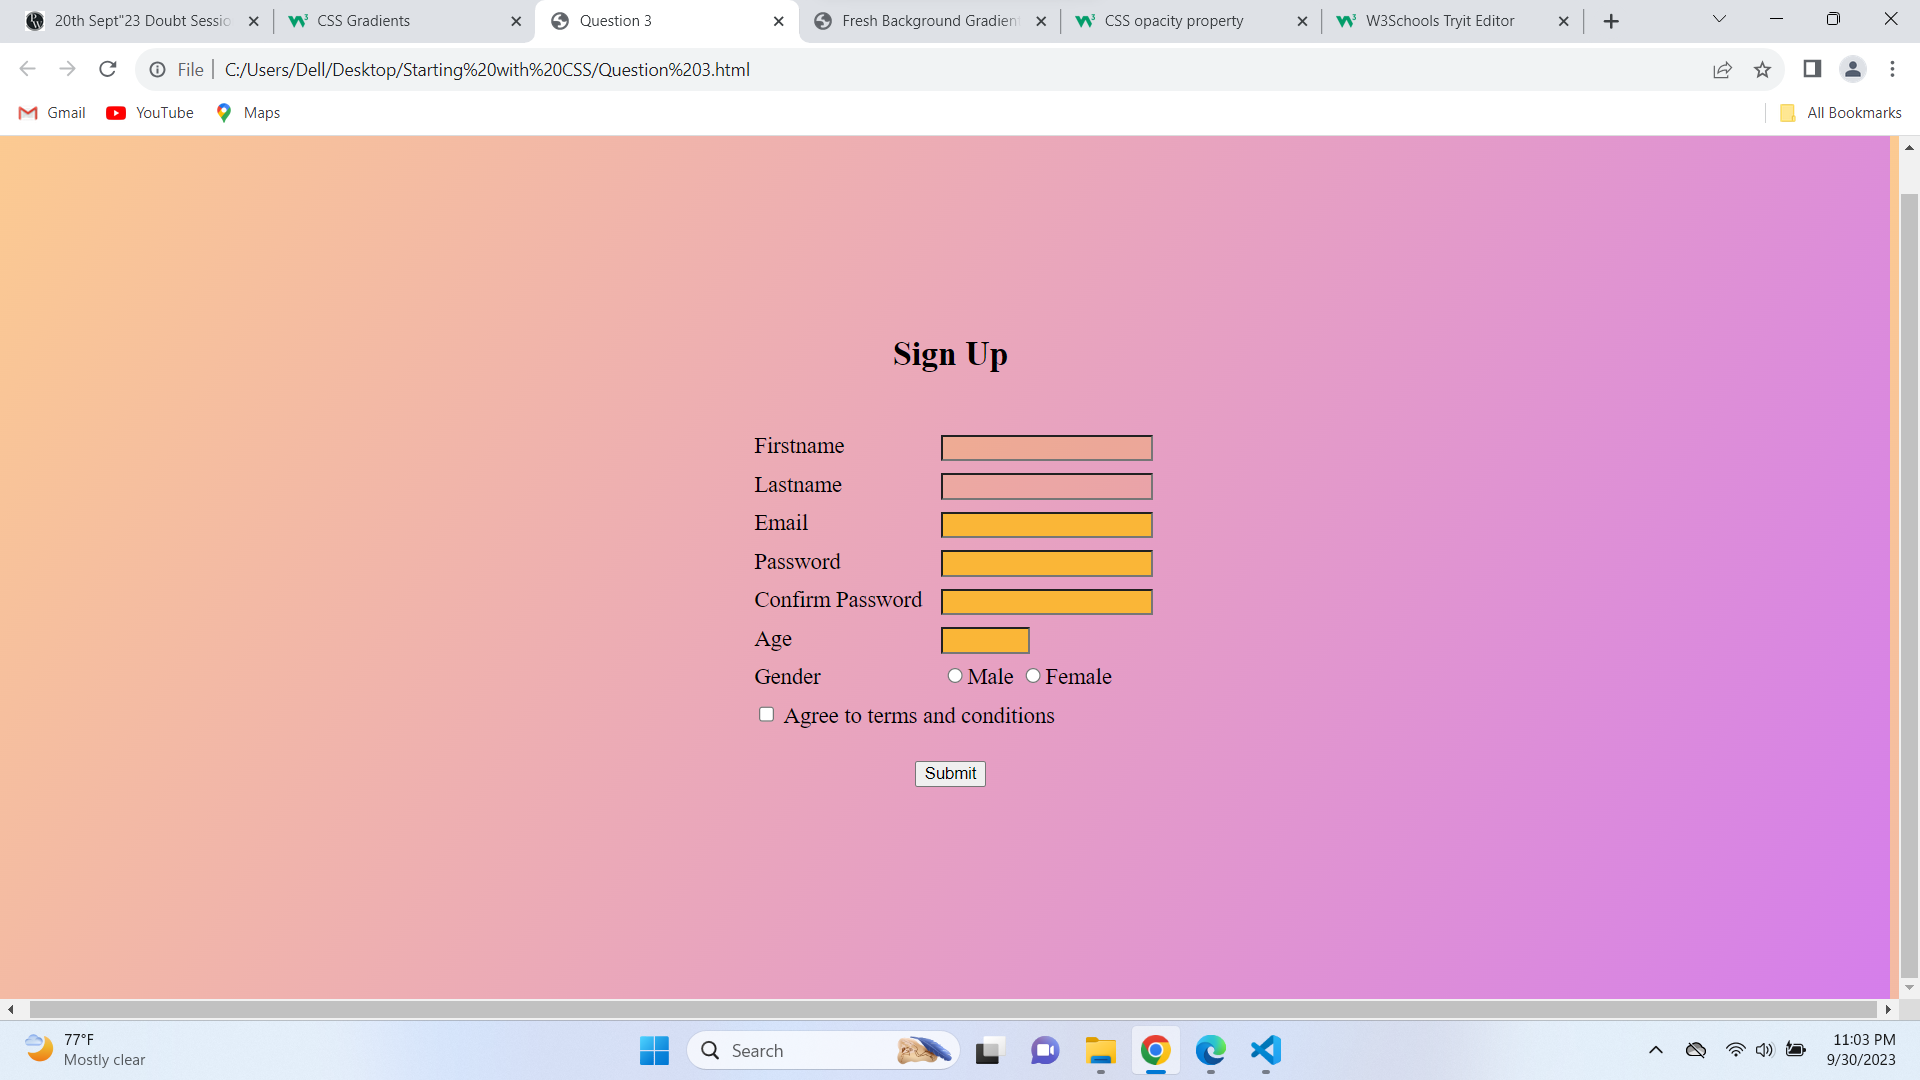 20th Sept"23 Doubt Sessio
CSS Gradients
Question 3
Fresh Background Gradient
CSS opacity property
W3Schools Tryit Editor
File
C:/Users/Dell/Desktop/Starting%20with%20CSS/Question%203.html
Gmail
YouTube
Maps
All Bookmarks
Sign Up
Firstname
Lastname
Email
Password
Confirm Password
Age
Gender Male Female
Agree to terms and conditions
Submit
77°F
Mostly clear
Search
11:03 PM
9/30/2023